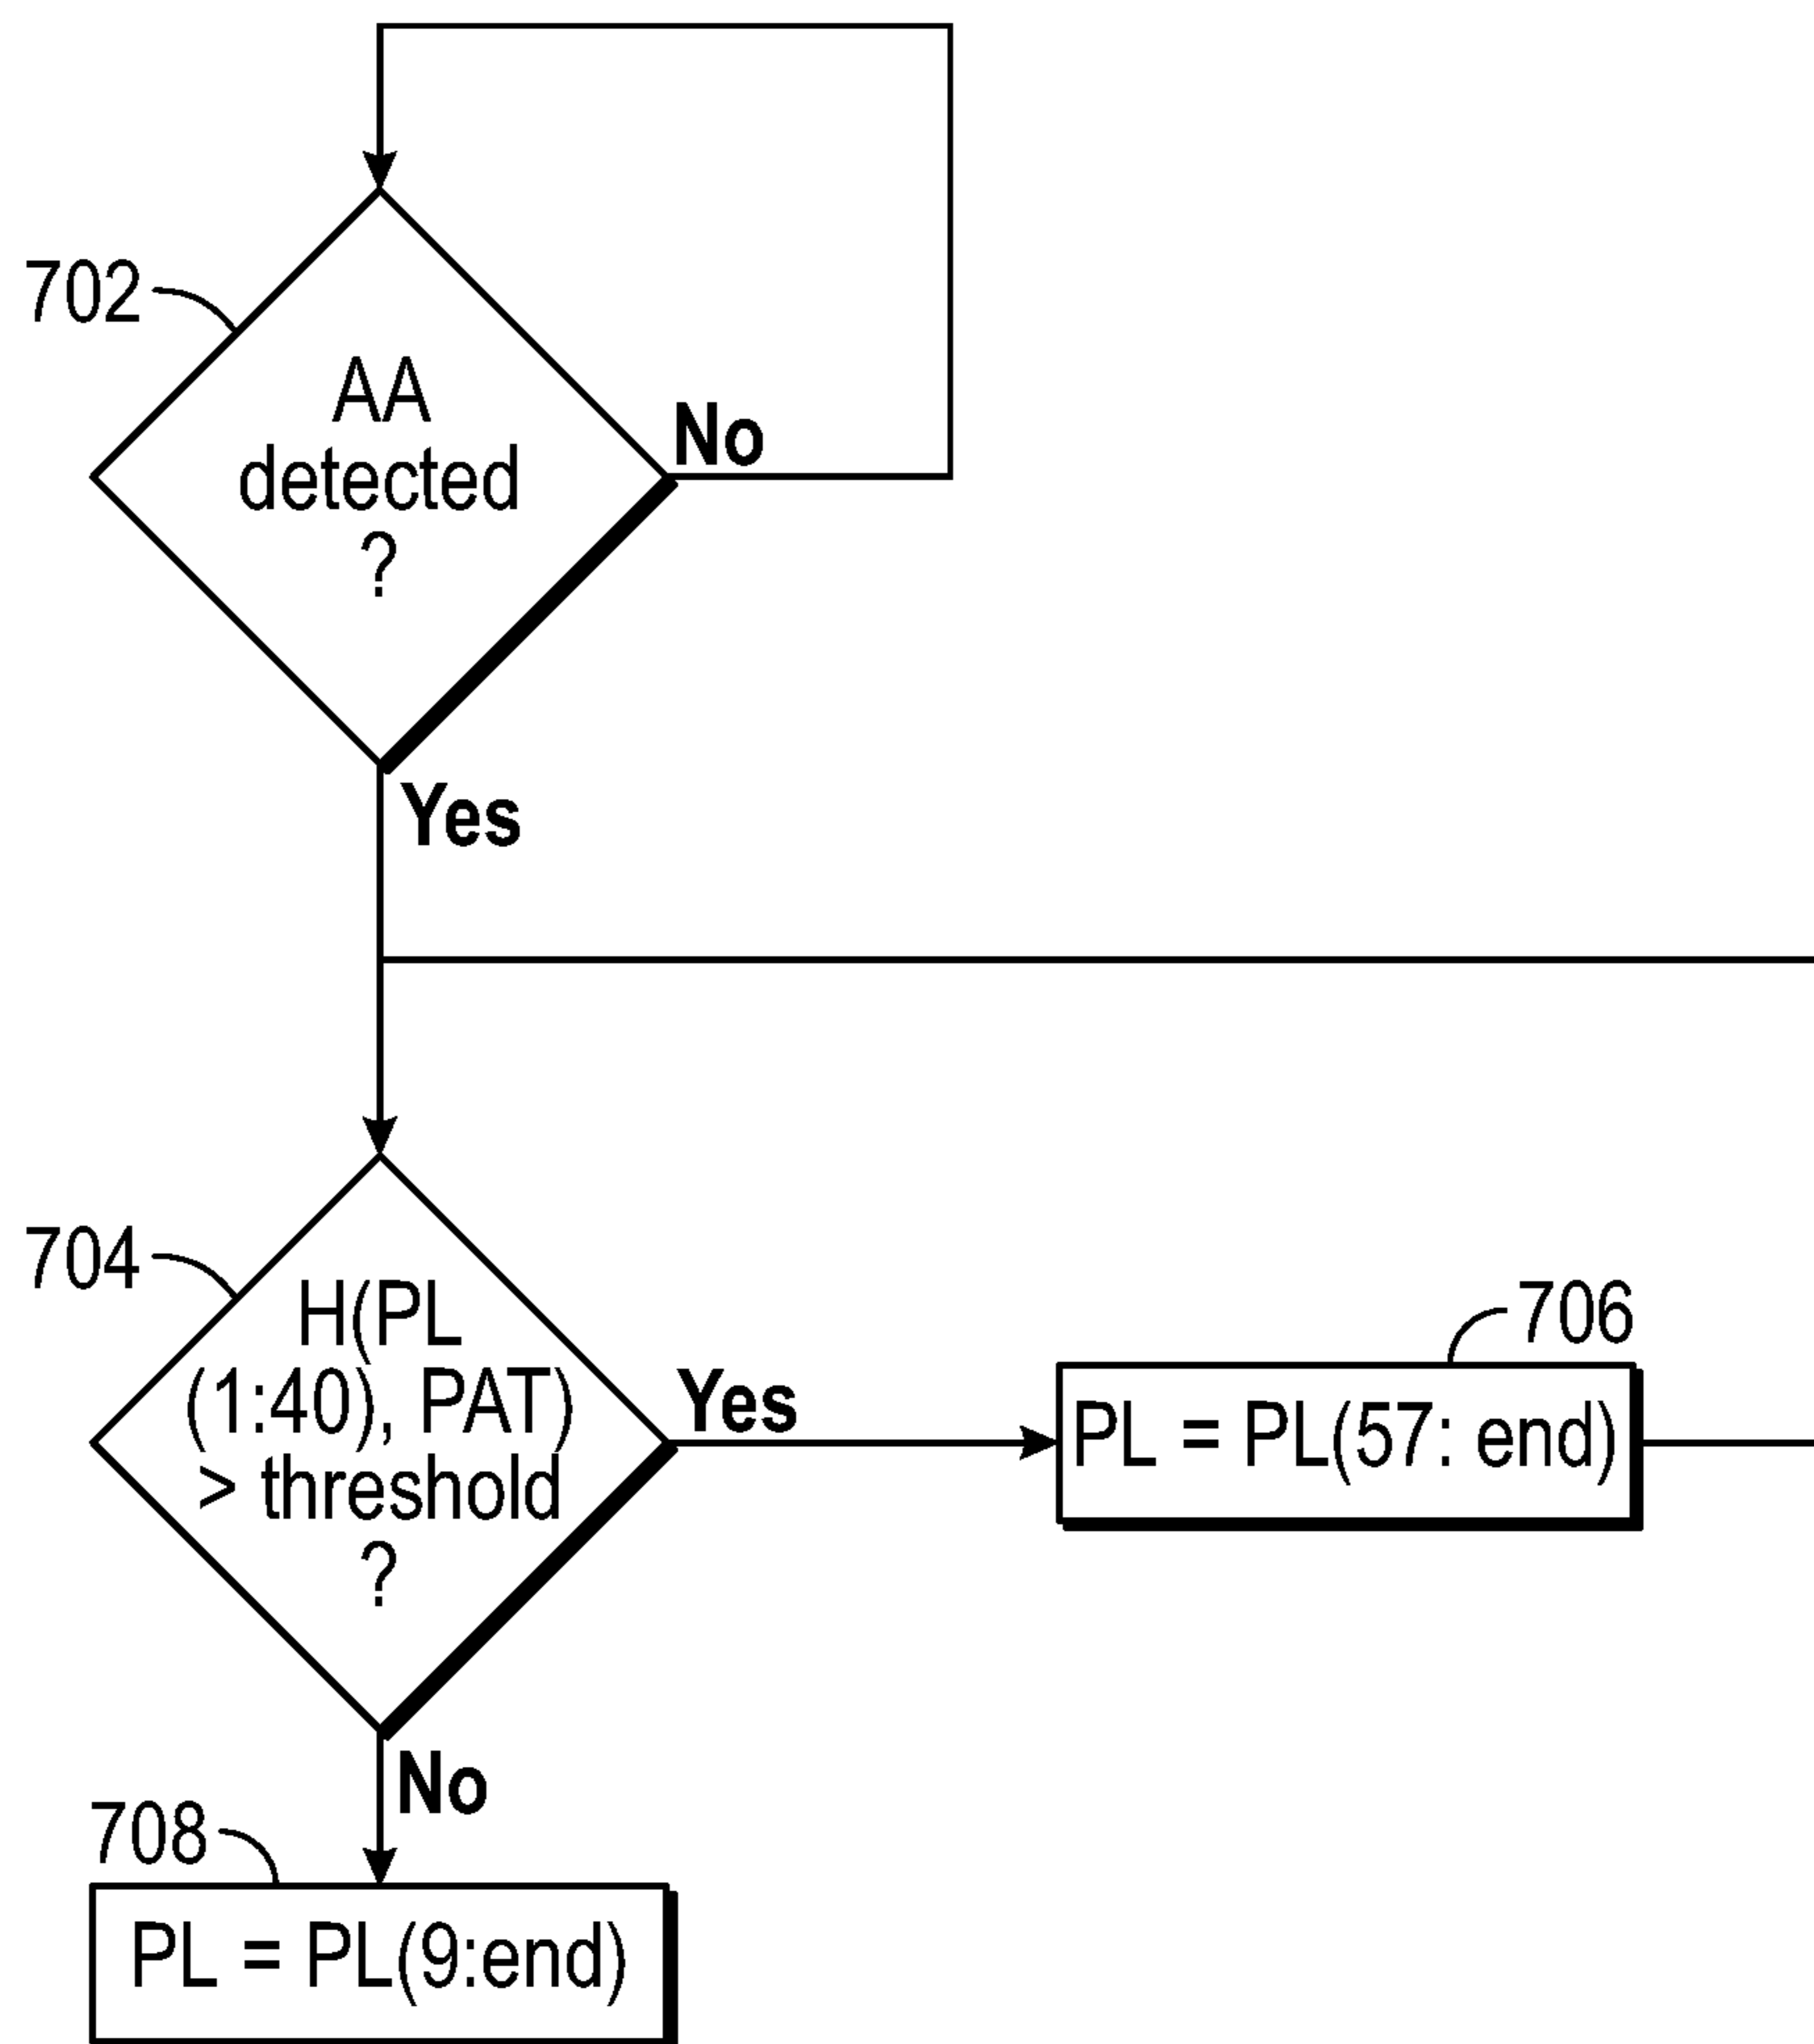 702
AA
detected
?
No
Yes
704
H(PL
(1:40), PAT)
> threshold
?
Yes
706
PL = PL(57: end)
No
708
PL = PL(9:end)